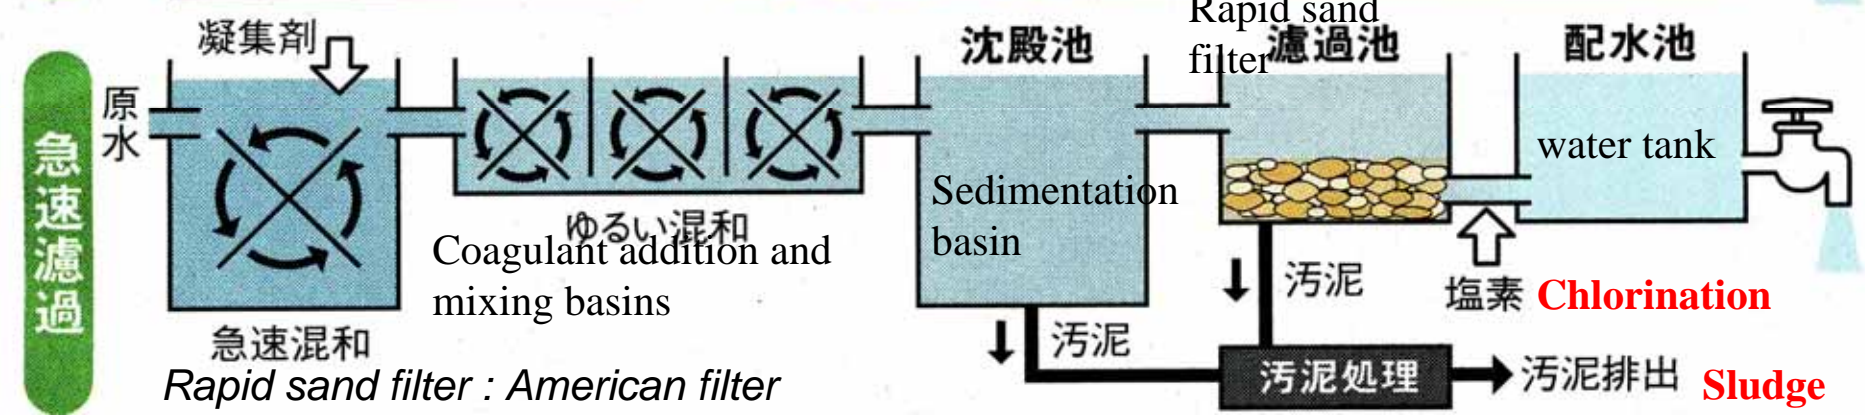 急速濾過
原水
凝集剤
急速混和
ゆるい混和
Coagulant addition and
mixing basins
沈殿池
Sedimentation
basin
Rapid sand
filter
濾過池
配水池
water tank
汚泥
汚泥
塩素 Chlorination
汚泥処理
汚泥排出 Sludge
Rapid sand filter : American filter